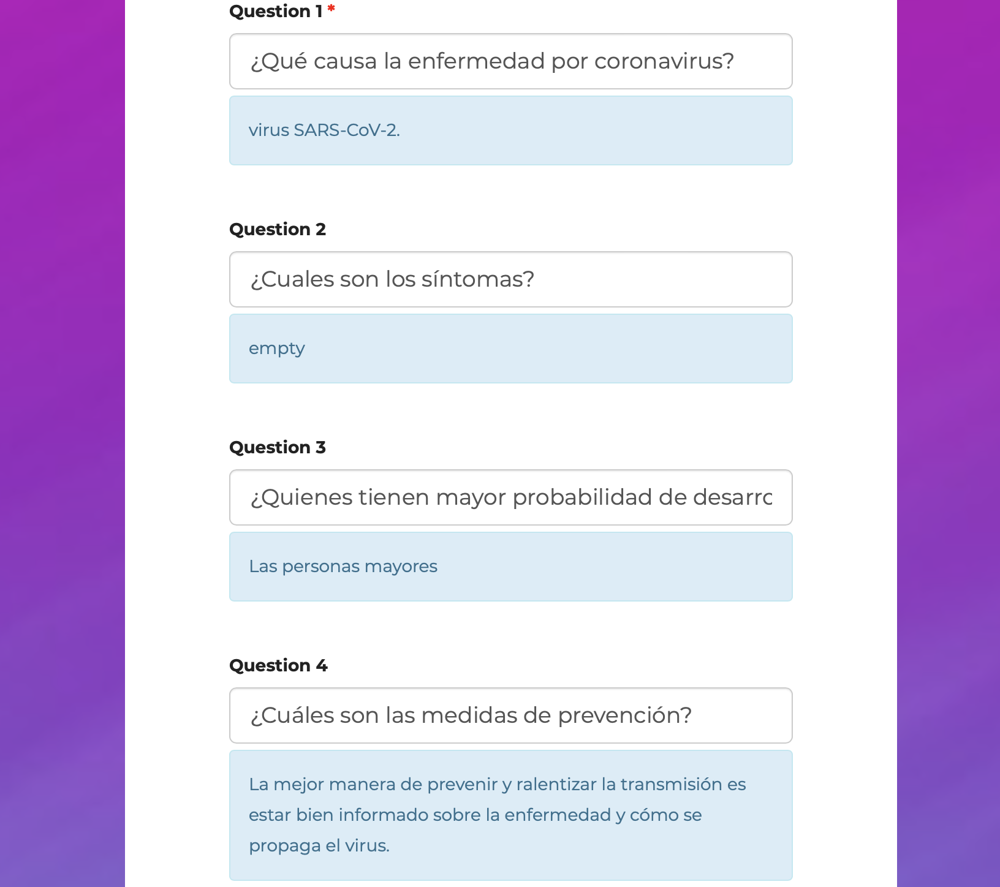 Question 1 *
¿Qué causa la enfermedad por coronavirus?
virus SARS-CoV-2.
Question 2
¿Cuales son los síntomas?
empty
Question 3
¿Quienes tienen mayor probabilidad de desarro
Las personas mayores
Question 4
¿Cuáles son las medidas de prevención?
La mejor manera de prevenir y ralentizar la transmisión es
estar bien informado sobre la enfermedad y cómo se
propaga el virus.